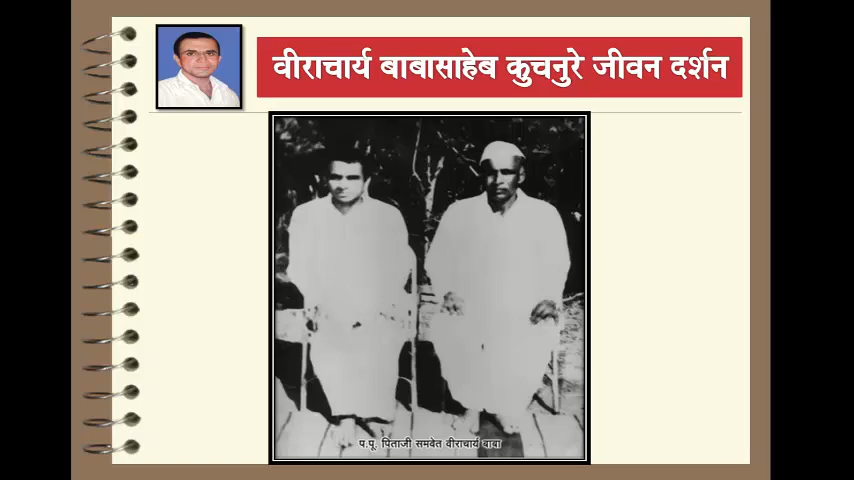 वीराचार्य बाबासाहेब कुचनुरे जीवन दर्शन
प.पू. पिताजी समवेत वीराचार्य बाबा